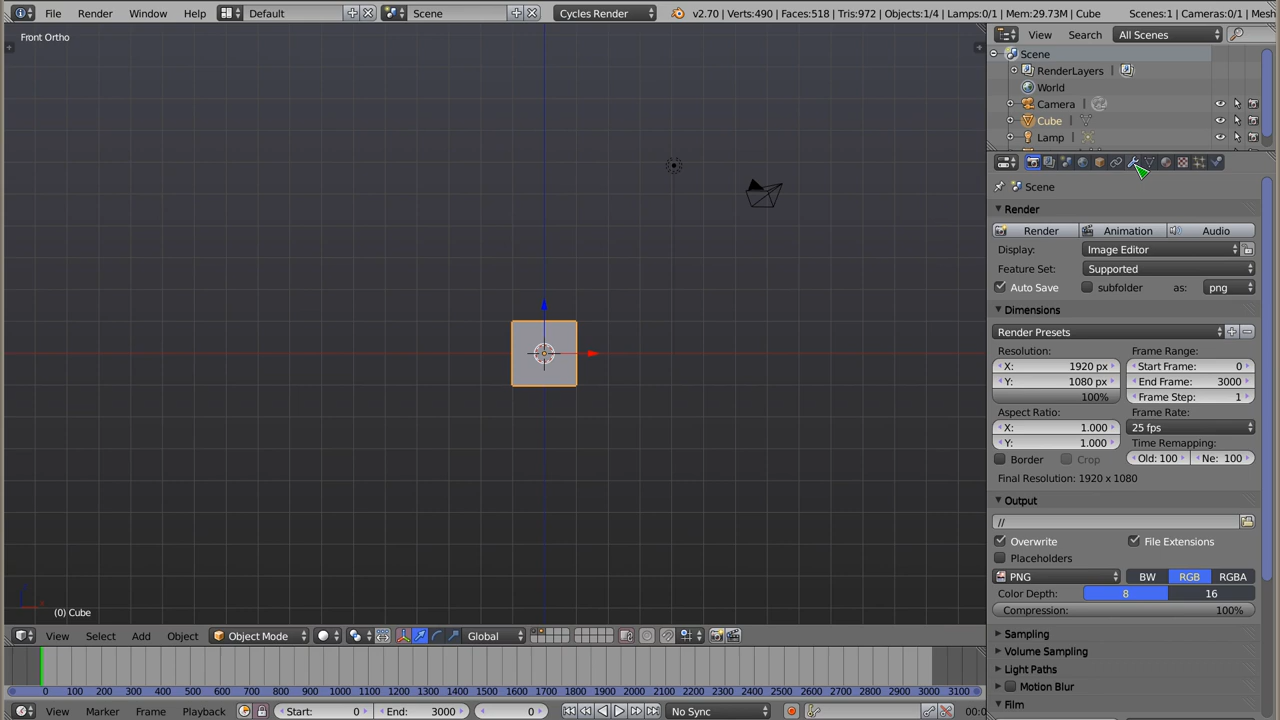 File Render Window Help Default Scene Cycles Render v2.70 | Verts:490 | Faces:518 | Tris:972 | Objects:1/4 | Lamps:0/1 | Mem:29.73M | Cube Scenes:1 | Cameras:0/1 | Mesh
Front Ortho
View Search All Scenes
Scene
RenderLayers
World
Camera
Cube
Lamp
Scene
Render
Render Animation Audio
Display: Image Editor
Feature Set: Supported
Auto Save subfolder as: png
Dimensions
Render Presets
Resolution: Frame Range:
X: 1920 px Start Frame: 0
Y: 1080 px End Frame: 3000
100% Frame Step: 1
Aspect Ratio: Frame Rate:
X: 1.000 25 fps
Y: 1.000 Time Remapping:
Border Crop Old: 100 Ne: 100
Final Resolution: 1920 x 1080
Output
//
Overwrite File Extensions
Placeholders
PNG BW RGB RGBA
Color Depth: 8 16
Compression: 100%
Sampling
Volume Sampling
Light Paths
Motion Blur
Film
(0) Cube
View Select Add Object Object Mode Global
0 100 200 300 400 500 600 700 800 900 1000 1100 1200 1300 1400 1500 1600 1700 1800 1900 2000 2100 2200 2300 2400 2500 2600 2700 2800 2900 3000 3100
View Marker Frame Playback Start: 0 End: 3000 0 No Sync 00:0